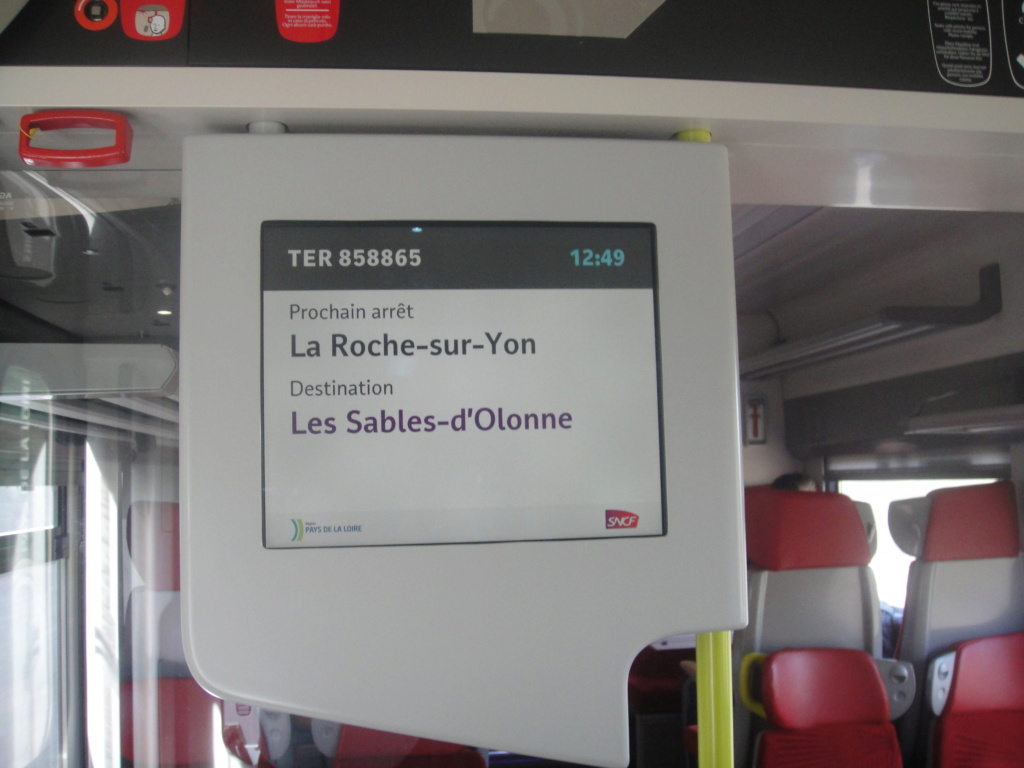 TER 858865 12:49
Prochain arrêt
La Roche-sur-Yon
Destination
Les Sables-d'Olonne
PAYS DE LA LOIRE
SNCF